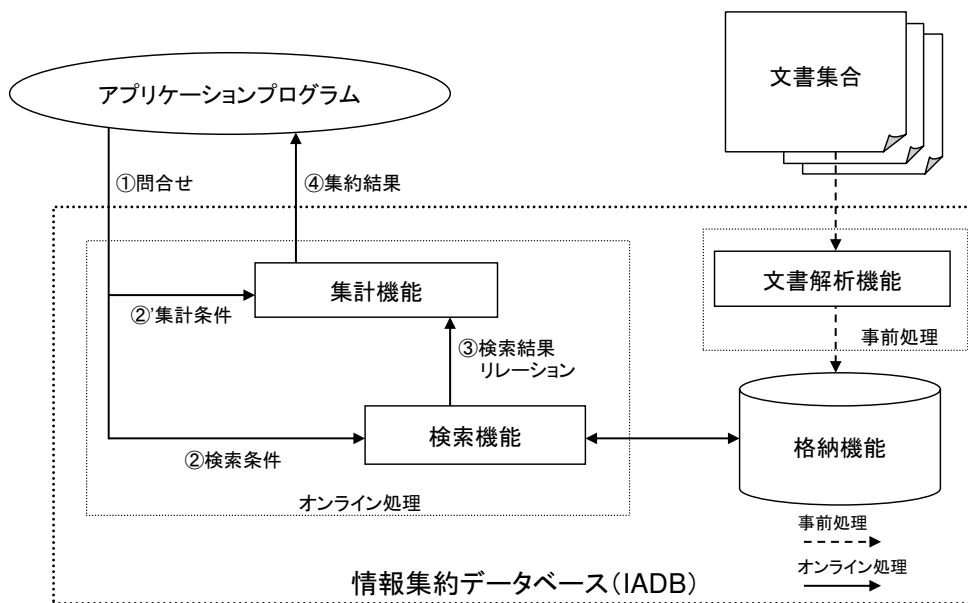 文書集合
アプリケーションプログラム
①問合せ
④集約結果
集計機能
文書解析機能
②'集計条件
事前処理
③検索結果
リレーション
検索機能
格納機能
②検索条件
オンライン処理
事前処理
オンライン処理
情報集約データベース(IADB)